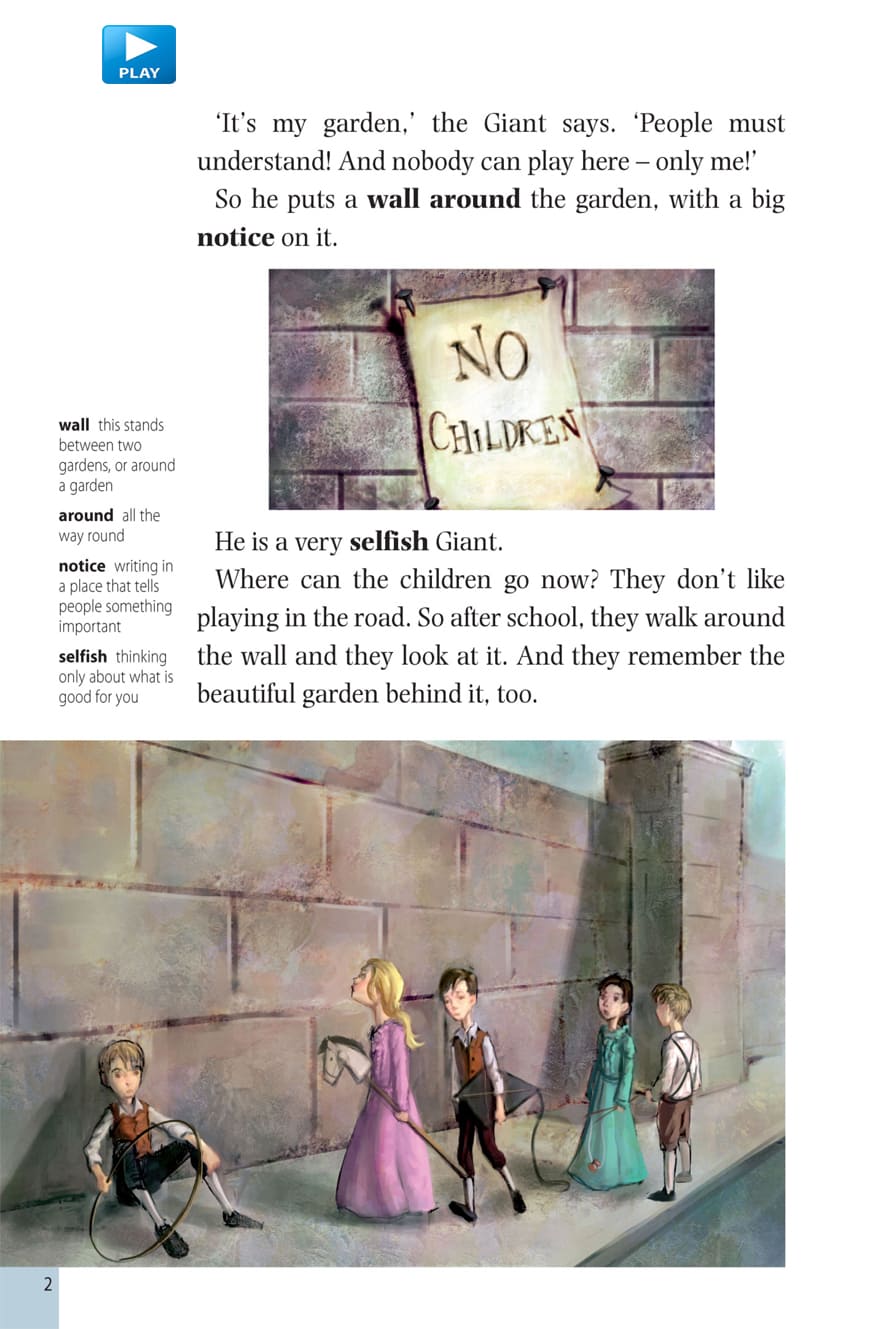 PLAY
‘It’s my garden,’ the Giant says. ‘People must
understand! And nobody can play here – only me!’
So he puts a wall around the garden, with a big
notice on it.
NO
CHILDREN
wall this stands
between two
gardens, or around
a garden
around all the
way round
notice writing in
a place that tells
people something
important
selfish thinking
only about what is
good for you
He is a very selfish Giant.
Where can the children go now? They don’t like
playing in the road. So after school, they walk around
the wall and they look at it. And they remember the
beautiful garden behind it, too.
2